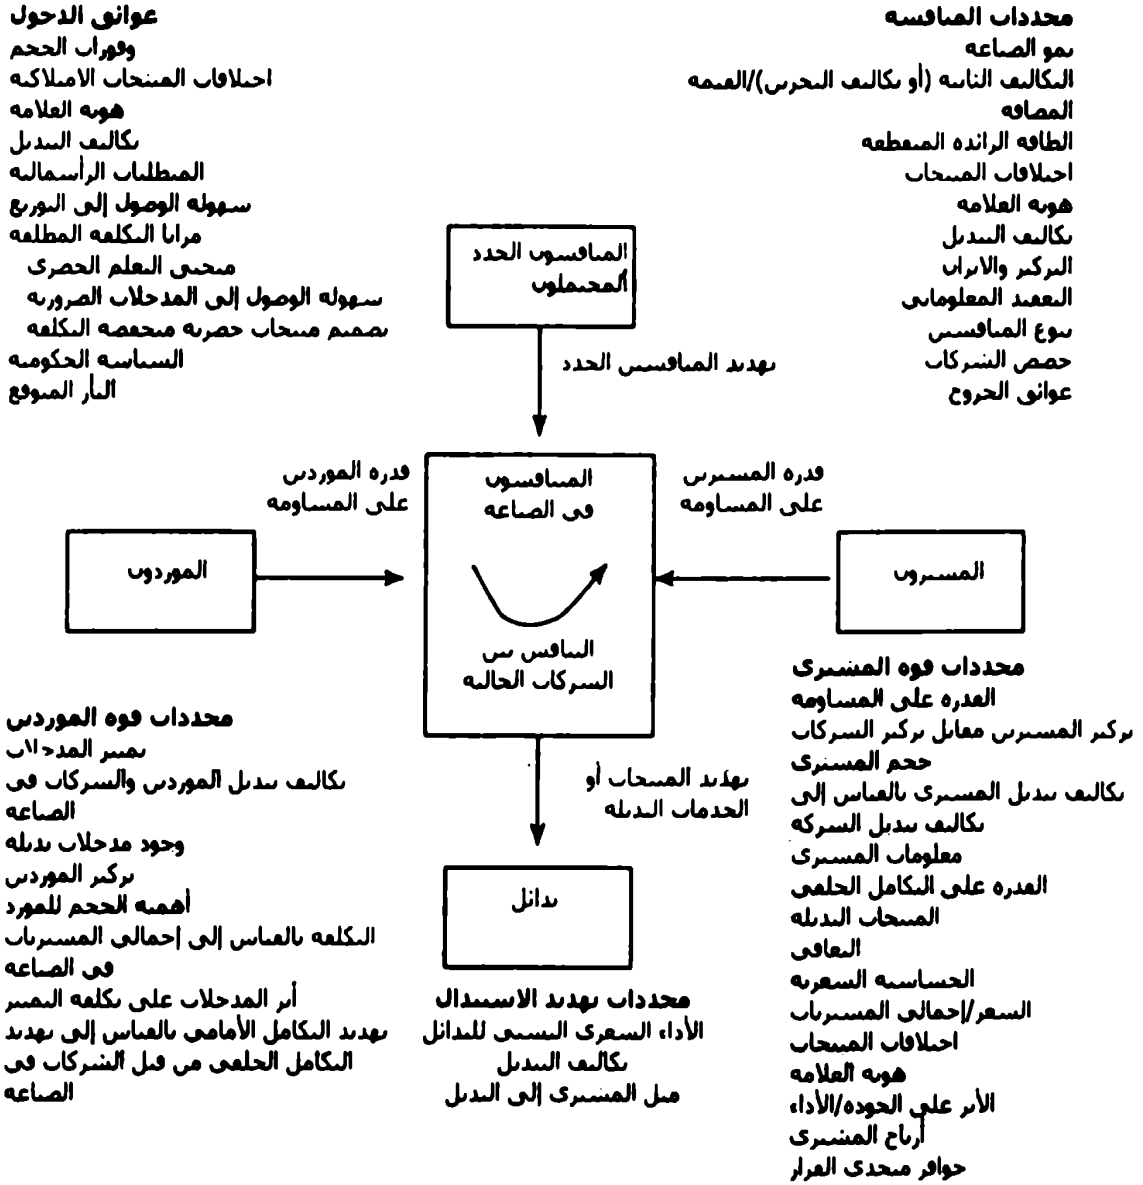 محددات المنافسة
نمو الصناعة
التكاليف الثابتة (أو تكاليف التخزين)/القيمة
المضافة
الطاقة الزائدة المتقطعة
اختلافات المنتجات
هوية العلامة
تكاليف التبديل
التركيز والاتزان
التعقيد المعلوماتي
تنوع المنافسين
حصص الشركات
عوائق الخروج
عوائق الدخول
وفورات الحجم
اختلافات المنتجات الامتلاكية
هوية العلامة
تكاليف التبديل
المتطلبات الرأسمالية
سهولة الوصول إلى التوزيع
مزايا التكلفة المطلقة
منحنى التعلم الحصري
سهولة الوصول إلى المدخلات الضرورية
تصميم منتجات حصرية منخفضة التكلفة
السياسة الحكومية
الثأر المتوقع
المنافسون الجدد
المحتملون
تهديد المنافسين الجدد
قدرة المشترين
على المساومة
المنافسون
في الصناعة
قدرة الموردين
على المساومة
المشترون
الموردون
التنافس بين
الشركات الحالية
محددات قوة المشتري
القدرة على المساومة
تركيز المشترين مقابل تركيز الشركات
حجم المشتري
تكاليف تبديل المشتري بالقياس إلى
تكاليف تبديل الشركة
معلومات المشتري
القدرة على التكامل الخلفي
المنتجات البديلة
التعافي
الحساسية السعرية
السعر/إجمالي المشتريات
اختلافات المنتجات
هوية العلامة
الأثر على الجودة/الأداء
أرباح المشتري
حوافز متخذي القرار
تهديد المنتجات أو
الخدمات البديلة
بدائل
محددات تهديد الاستبدال
الأداء السعري النسبي للبدائل
تكاليف التبديل
ميل المشتري إلى البديل
محددات قوة الموردين
تمييز المدخلات
تكاليف تبديل الموردين والشركات في
الصناعة
وجود مدخلات بديلة
تركيز الموردين
أهمية الحجم للمورد
التكلفة بالقياس إلى إجمالي المشتريات
في الصناعة
أثر المدخلات على تكلفة التمييز
تهديد التكامل الأمامي بالقياس إلى تهديد
التكامل الخلفي من قبل الشركات في
الصناعة